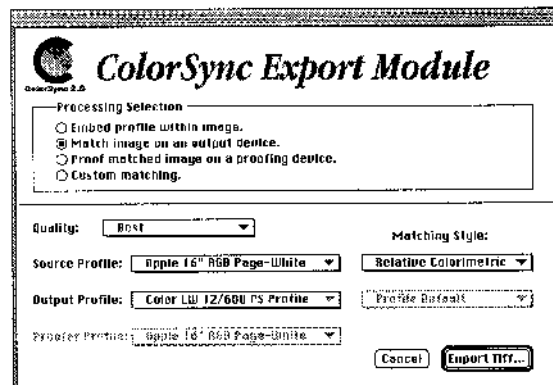 ColorSync Export Module
ColorSync 2.0
Processing Selection
Embed profile within image.
Match image on an output device.
Proof matched image on a proofing device.
Custom matching.
Quality: Best
Matching Style:
Source Profile: Apple 16" RGB Page-White Relative Colorimetric
Output Profile: Color LW 12/600 PS Profile Profile Default
Proofer Profile: Apple 16" RGB Page-White
Cancel Export Tiff...